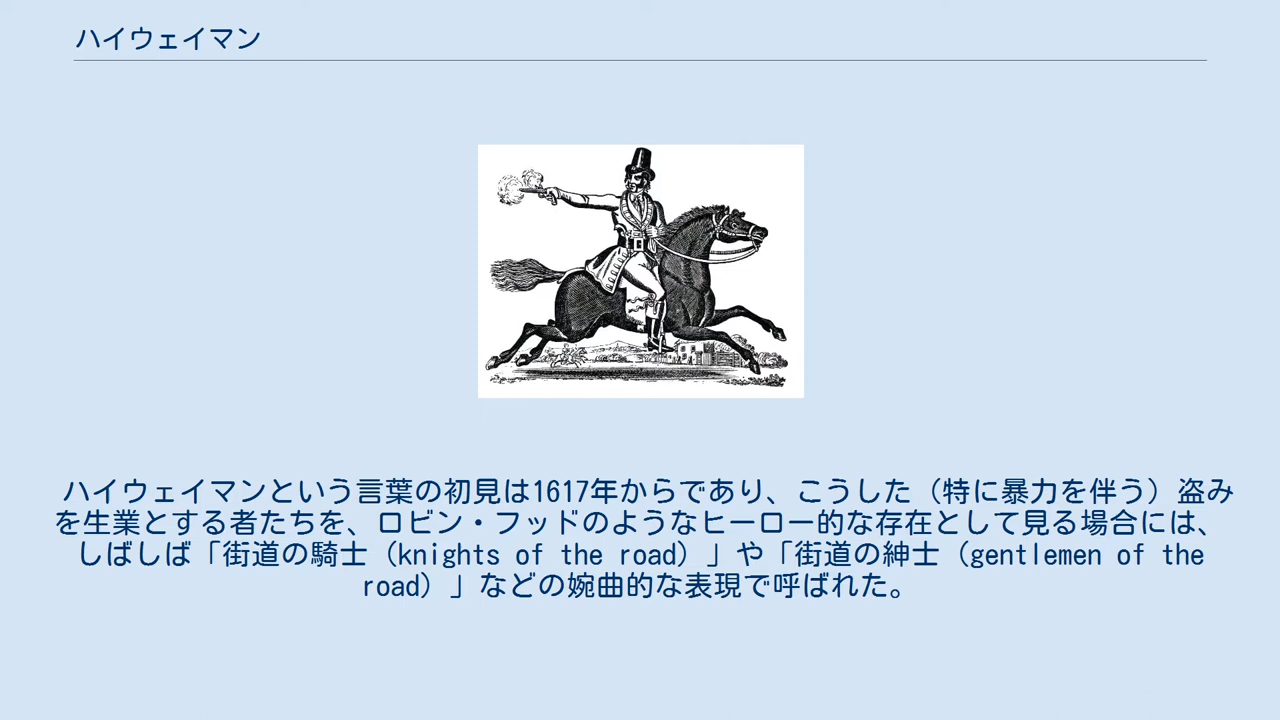 ハイウェイマン
ハイウェイマンという言葉の初見は1617年からであり、こうした（特に暴力を伴う）盗み
を生業とする者たちを、ロビン・フッドのようなヒーロー的な存在として見る場合には、
しばしば「街道の騎士（knights of the road）」や「街道の紳士（gentlemen of the
road）」などの婉曲的な表現で呼ばれた。